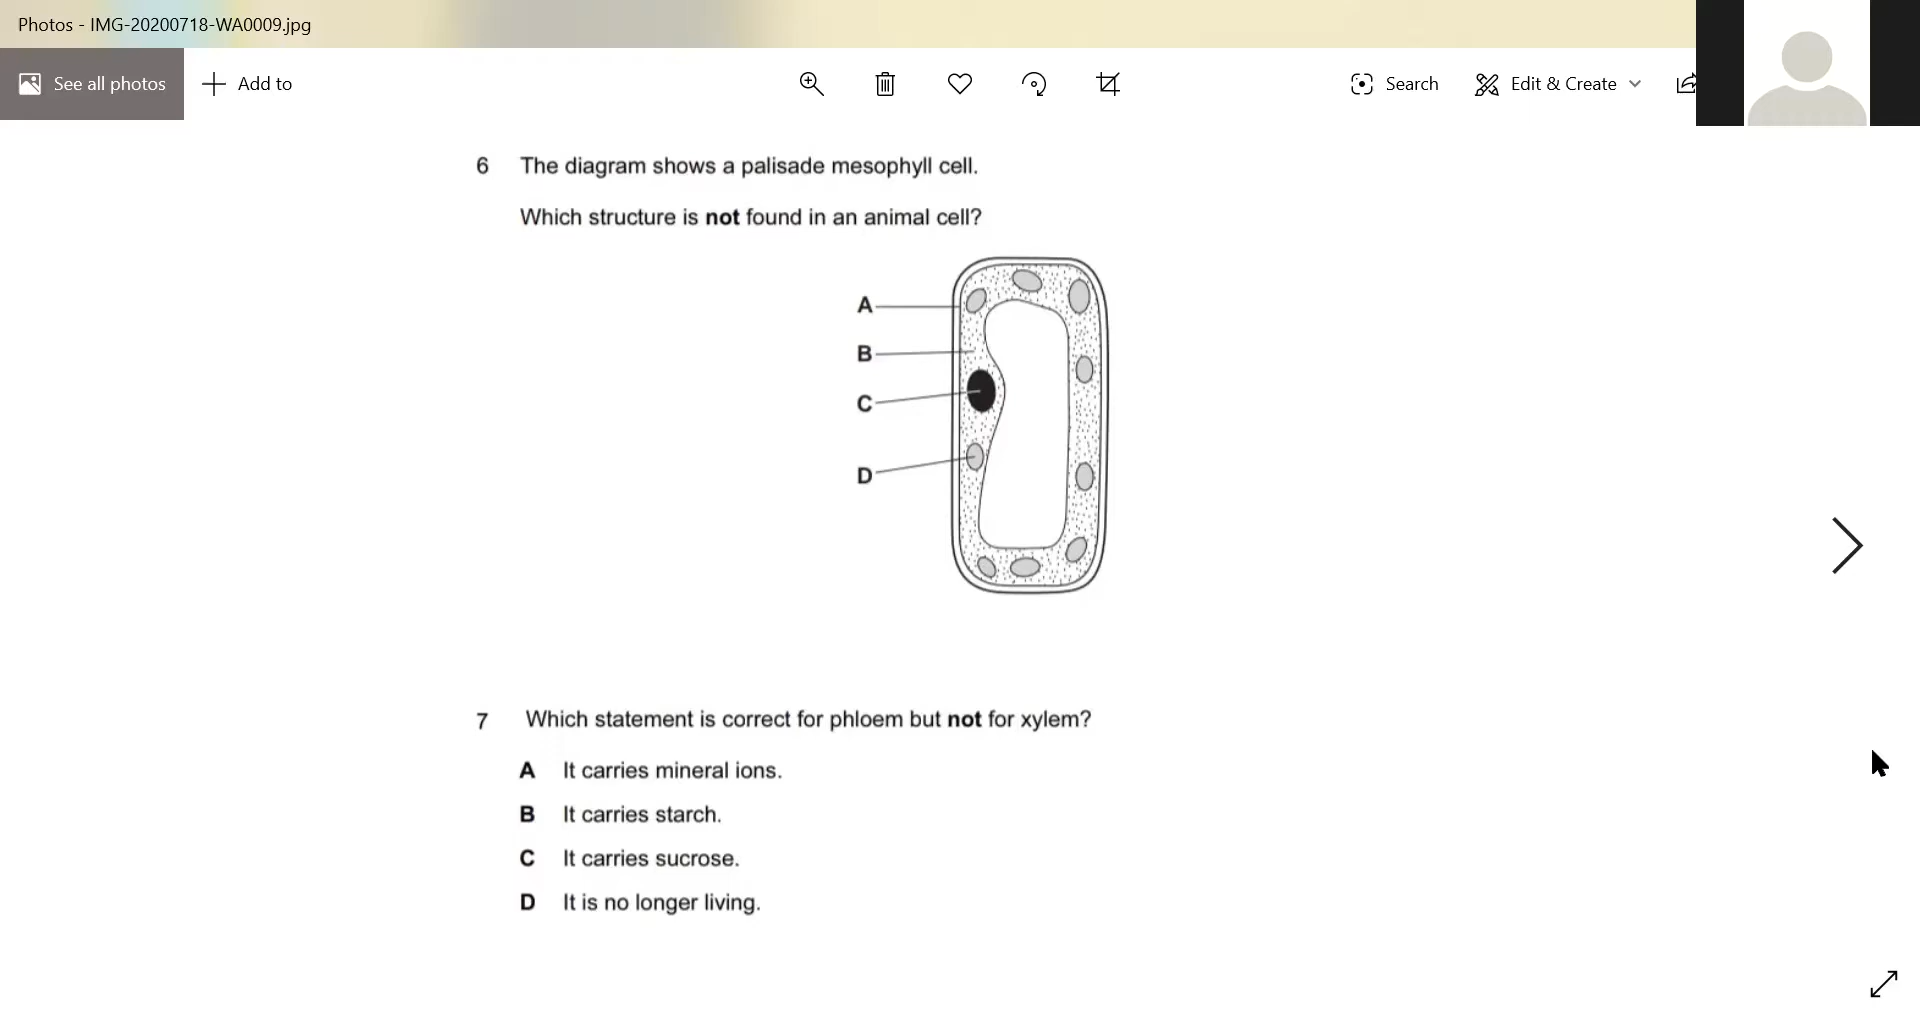 Photos - IMG-20200718-WA0009.jpg
See all photos
Add to
Search
Edit & Create
6 The diagram shows a palisade mesophyll cell.
Which structure is not found in an animal cell?
A
B
C
D
7 Which statement is correct for phloem but not for xylem?
A It carries mineral ions.
B It carries starch.
C It carries sucrose.
D It is no longer living.